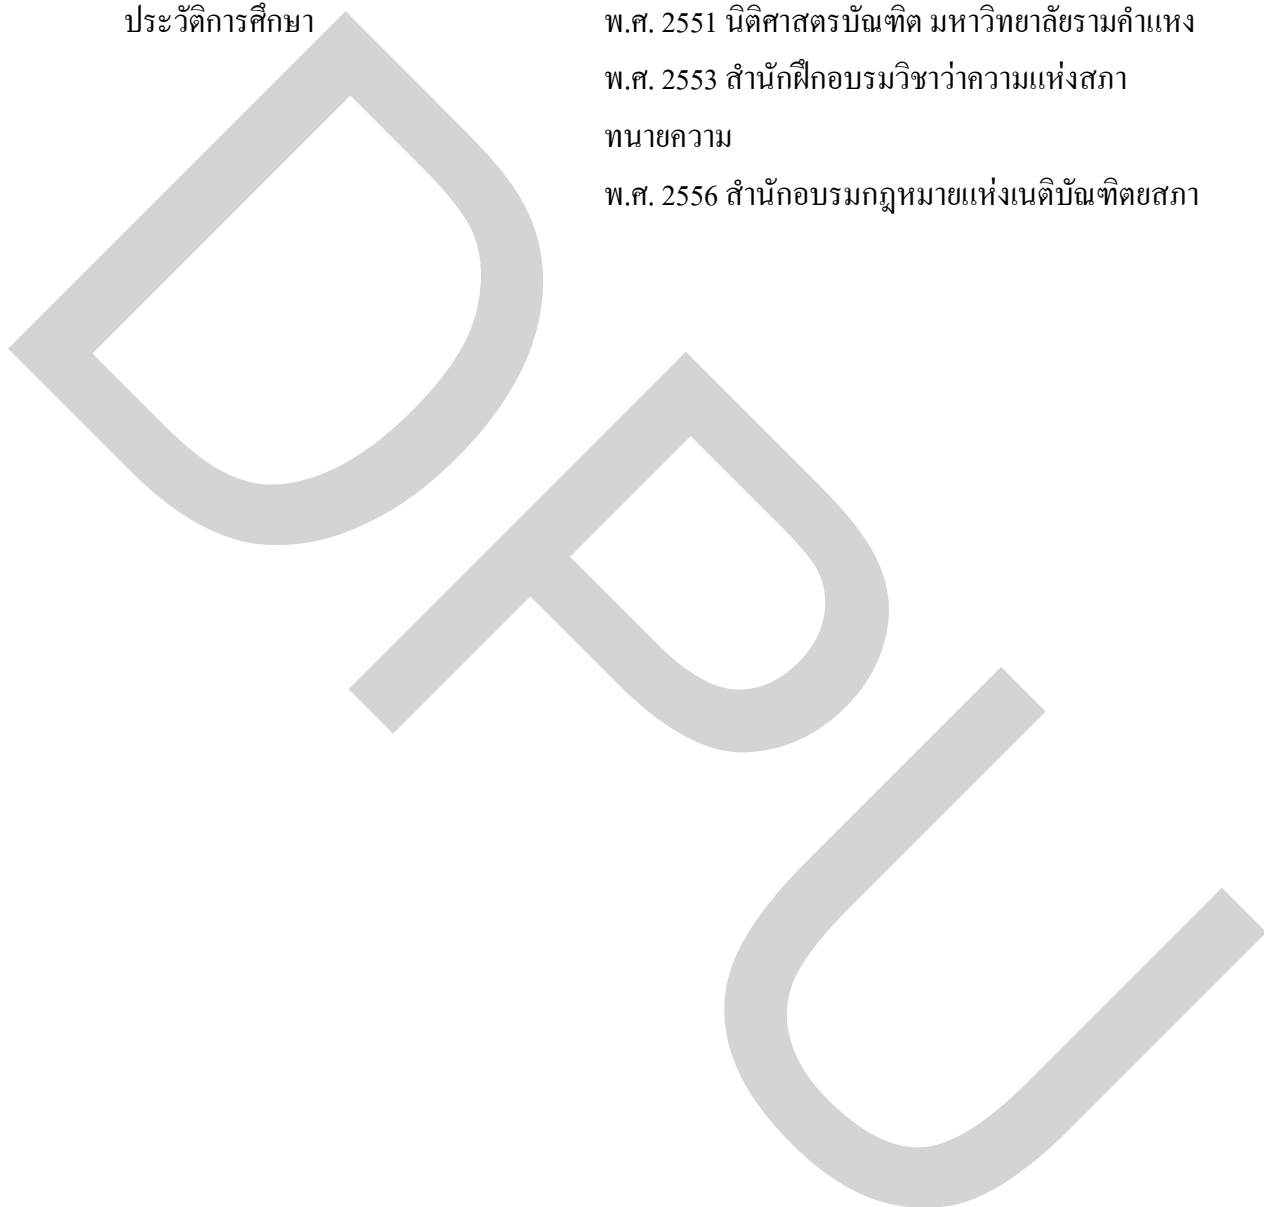 ประวัติการศึกษา พ.ศ. 2551 นิติศาสตรบัณฑิต มหาวิทยาลัยรามคำแหง
พ.ศ. 2553 สำนักฝึกอบรมวิชาว่าความแห่งสภา
ทนายความ
พ.ศ. 2556 สำนักอบรมกฎหมายแห่งเนติบัณฑิตยสภา
DPU